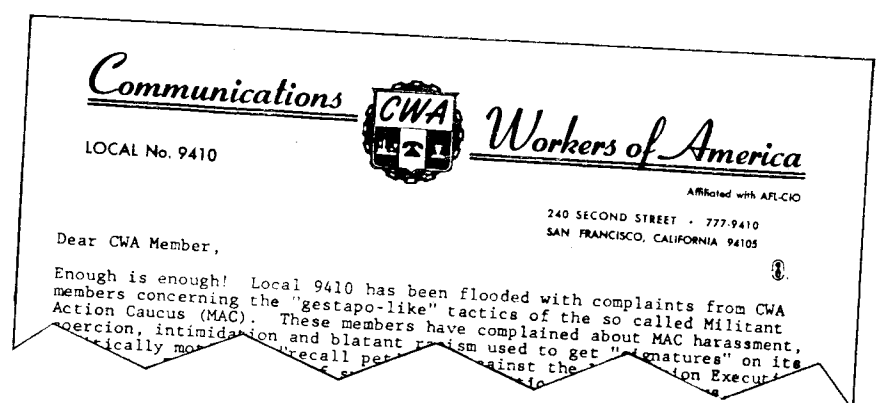 Communications CWA Workers of America
LOCAL No. 9410
Affiliated with AFL-CIO
240 SECOND STREET • 777-9410
SAN FRANCISCO, CALIFORNIA 94105
Dear CWA Member,
Enough is enough! Local 9410 has been flooded with complaints from CWA
members concerning the "gestapo-like" tactics of the so called Militant
Action Caucus (MAC). These members have complained about MAC harassment,
coercion, intimidation and blatant racism used to get "signatures" on its
"recall against the